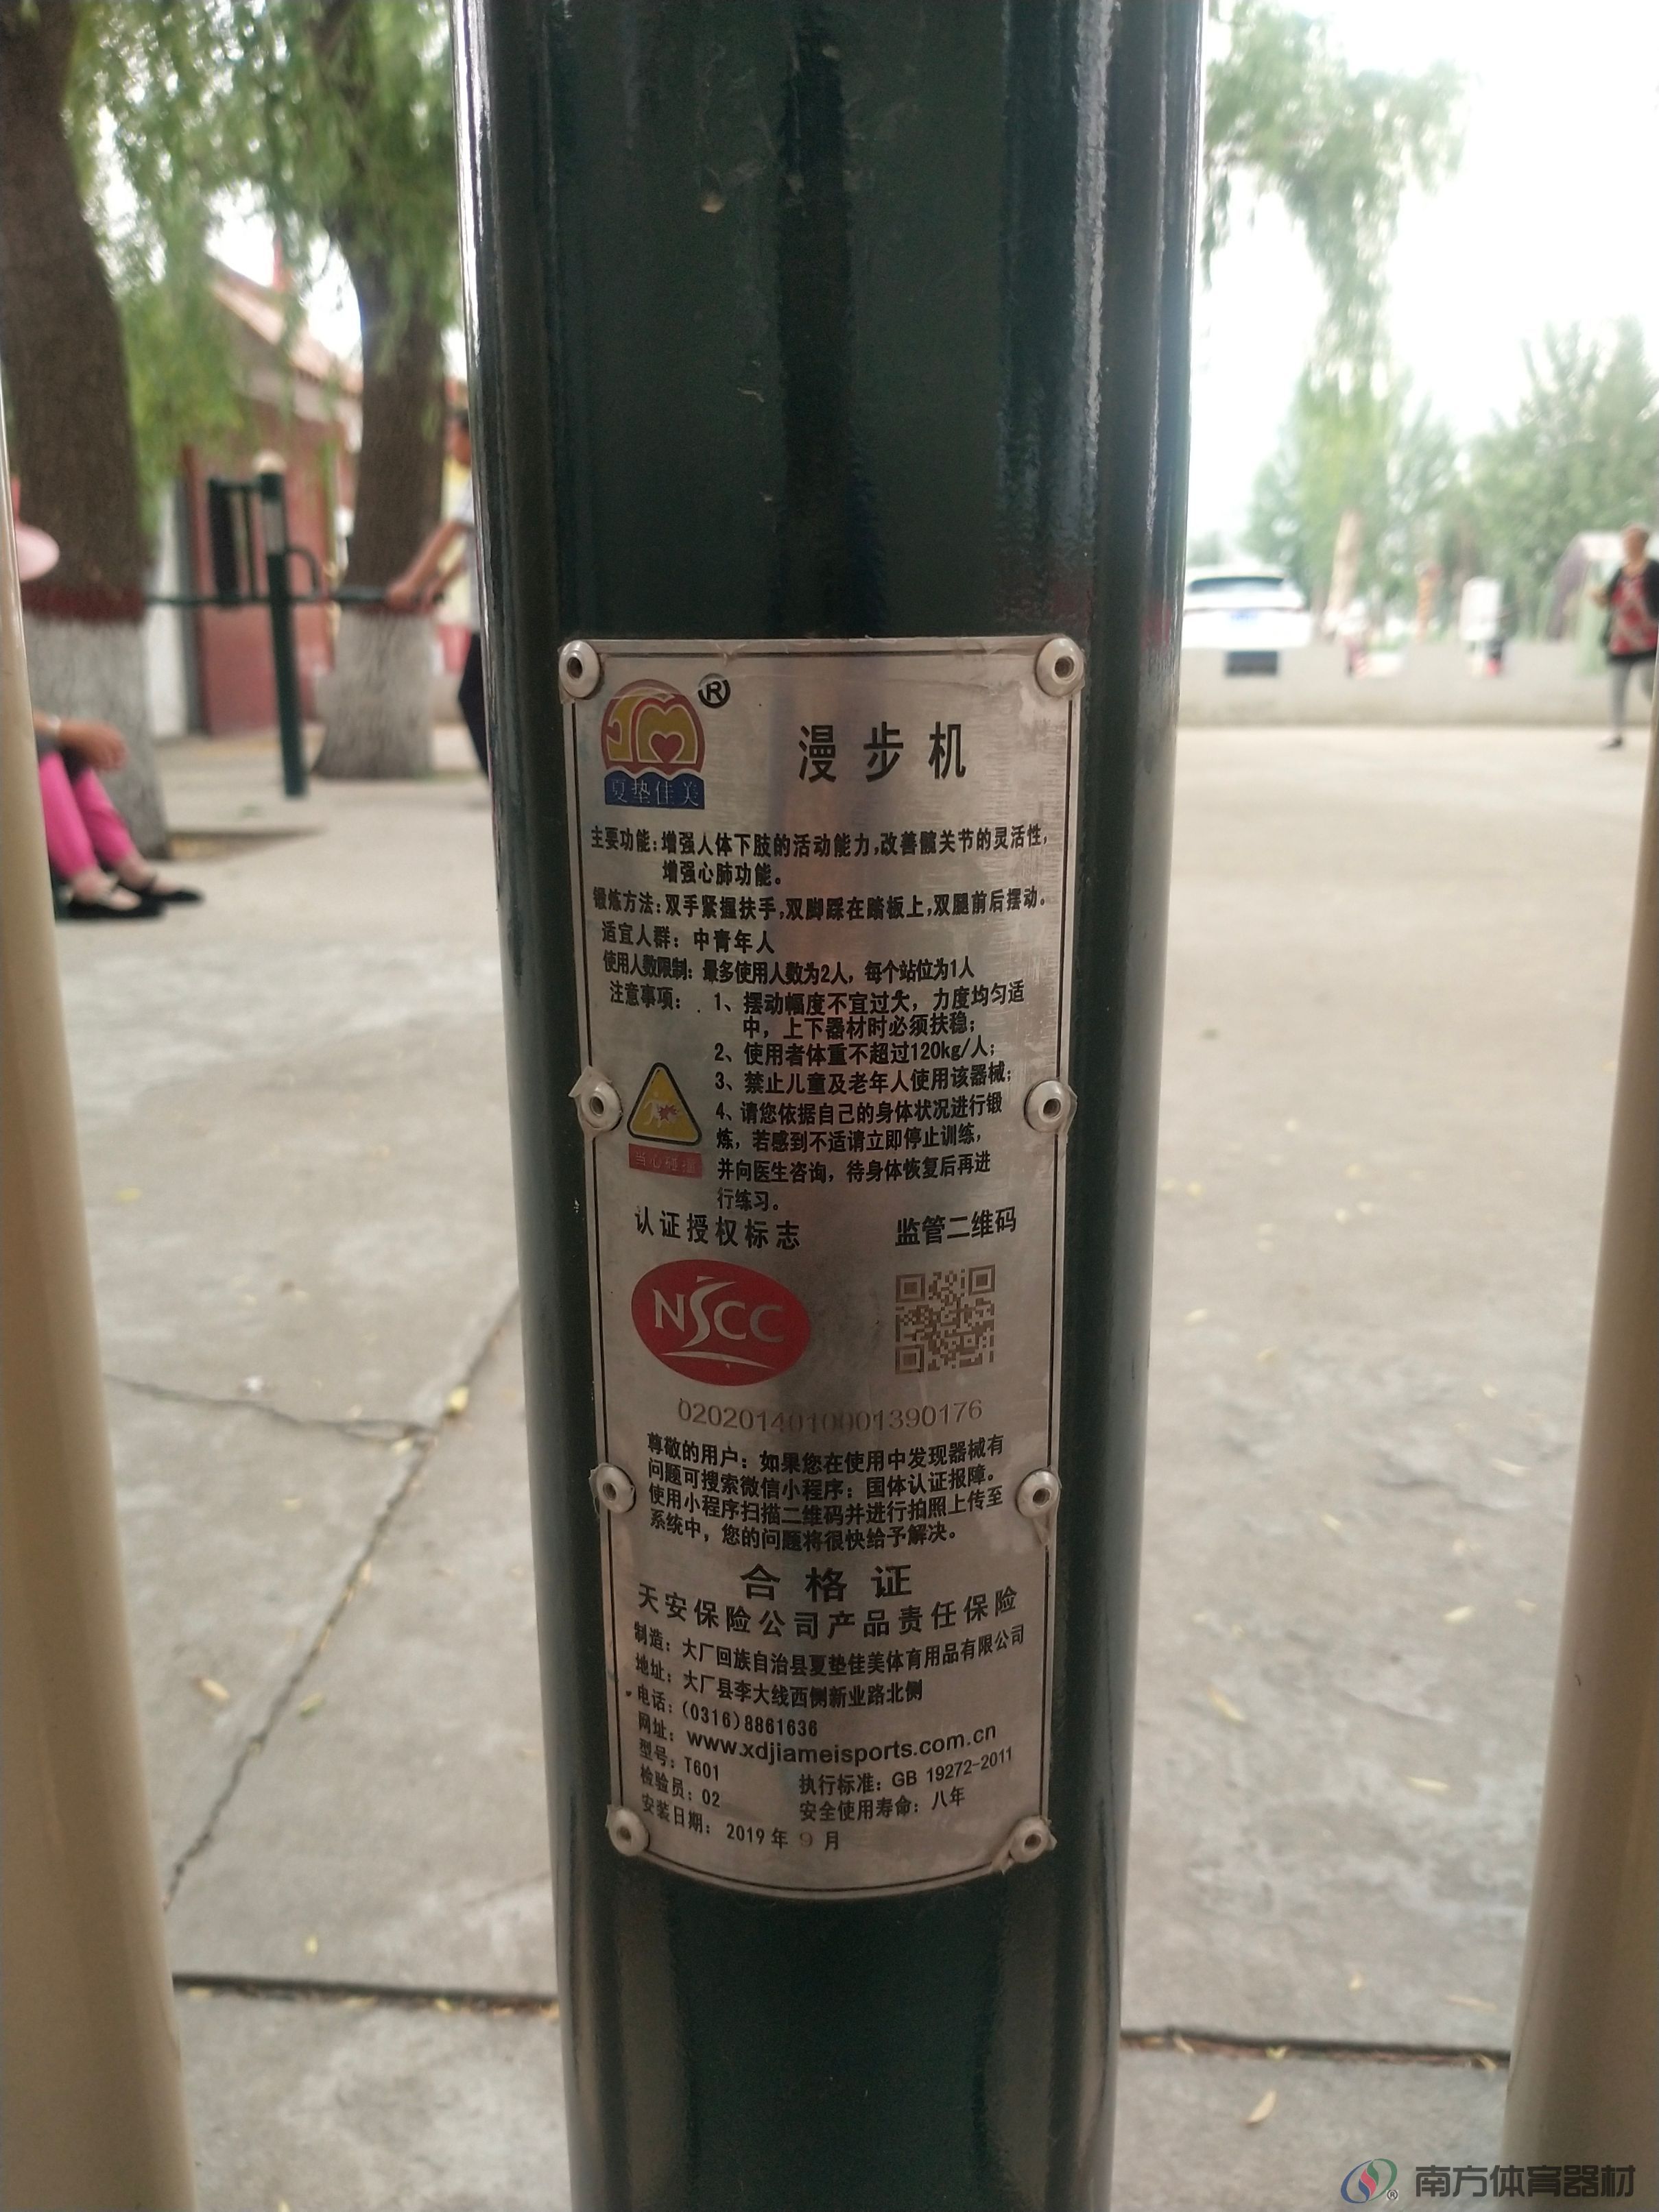 ®
夏垫佳美
漫步机
主要功能：增强人体下肢的活动能力，改善髋关节的灵活性，
增强心肺功能。
锻炼方法：双手紧握扶手，双脚踩在踏板上，双腿前后摆动。
适宜人群：中青年人
使用人数限制：最多使用人数为2人，每个站位为1人
注意事项：1、摆动幅度不宜过大，力度均匀适
中，上下器材时必须扶稳；
2、使用者体重不超过120kg/人；
3、禁止儿童及老年人使用该器械；
4、请您依据自己的身体状况进行锻
炼，若感到不适请立即停止训练，
并向医生咨询，待身体恢复后再进
行练习。
当心碰撞
认证授权标志 监管二维码
NSCC
0202014010001390176
尊敬的用户：如果您在使用中发现器械有
问题可搜索微信小程序：国体认证报障。
使用小程序扫描二维码并进行拍照上传至
系统中，您的问题将很快给予解决。
合格证
天安保险公司产品责任保险
制造：大厂回族自治县夏垫佳美体育用品有限公司
地址：大厂县李大线西侧新业路北侧
电话：(0316)8861636
网址：www.xdjiameisports.com.cn
型号：T601 执行标准：GB 19272-2011
检验员：02 安全使用寿命：八年
安装日期：2019年9月
南方体育器材